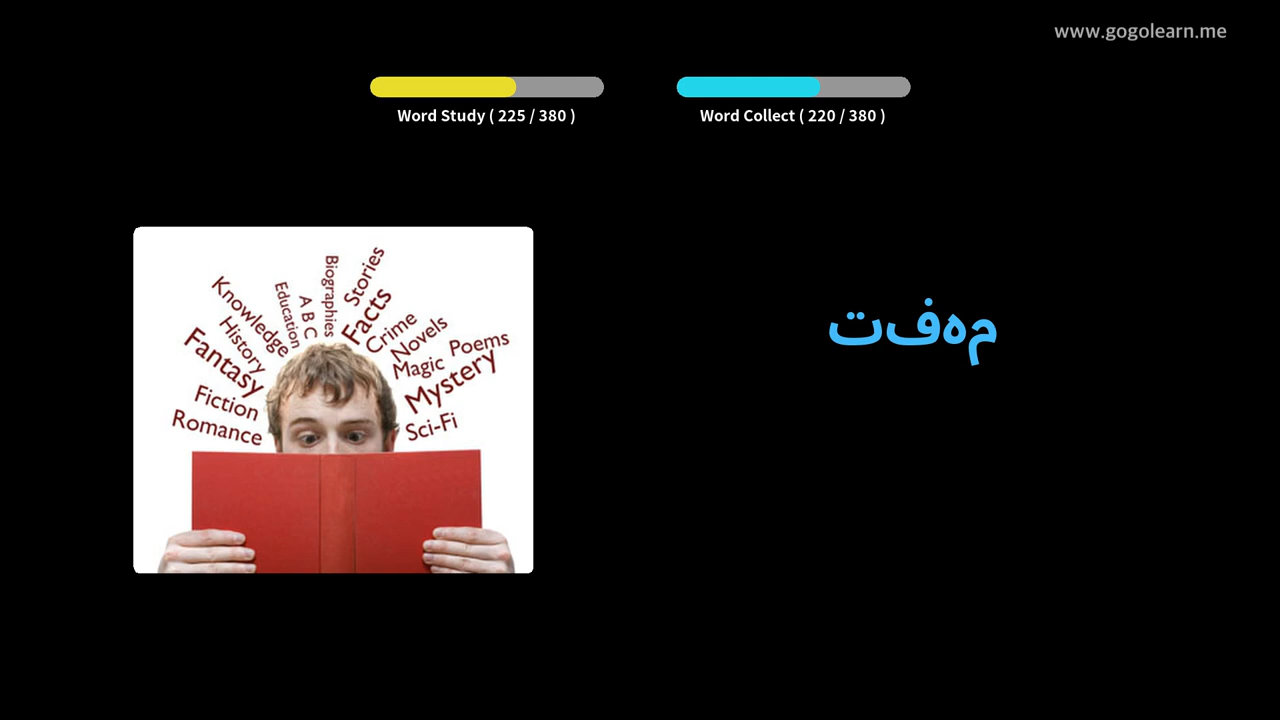 www.gogolearn.me
Word Study ( 225 / 380 )
Word Collect ( 220 / 380 )
تفهم
Romance
Fiction
Fantasy
History
Knowledge
Education
A B C
Biographies
Stories
Facts
Crime
Novels
Magic
Poems
Mystery
Sci-Fi